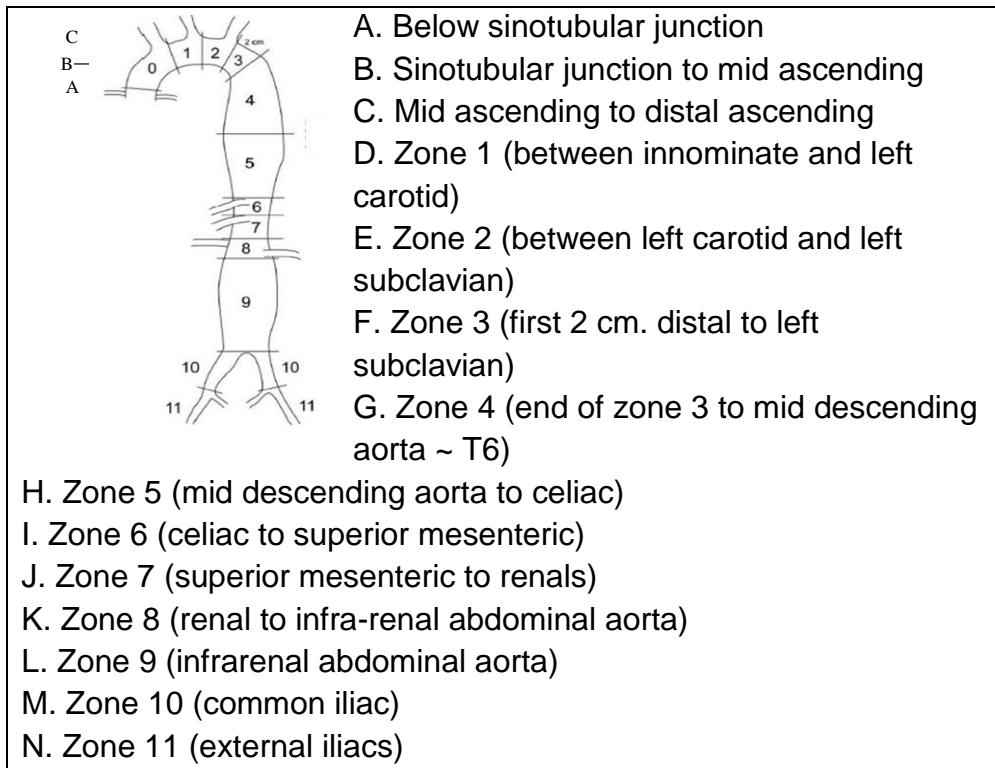 C
B
A
0
1
2
2 cm
3
4
5
6
7
8
9
10
10
11
11
A. Below sinotubular junction
B. Sinotubular junction to mid ascending
C. Mid ascending to distal ascending
D. Zone 1 (between innominate and left
carotid)
E. Zone 2 (between left carotid and left
subclavian)
F. Zone 3 (first 2 cm. distal to left
subclavian)
G. Zone 4 (end of zone 3 to mid descending
aorta ~ T6)
H. Zone 5 (mid descending aorta to celiac)
I. Zone 6 (celiac to superior mesenteric)
J. Zone 7 (superior mesenteric to renals)
K. Zone 8 (renal to infra-renal abdominal aorta)
L. Zone 9 (infrarenal abdominal aorta)
M. Zone 10 (common iliac)
N. Zone 11 (external iliacs)